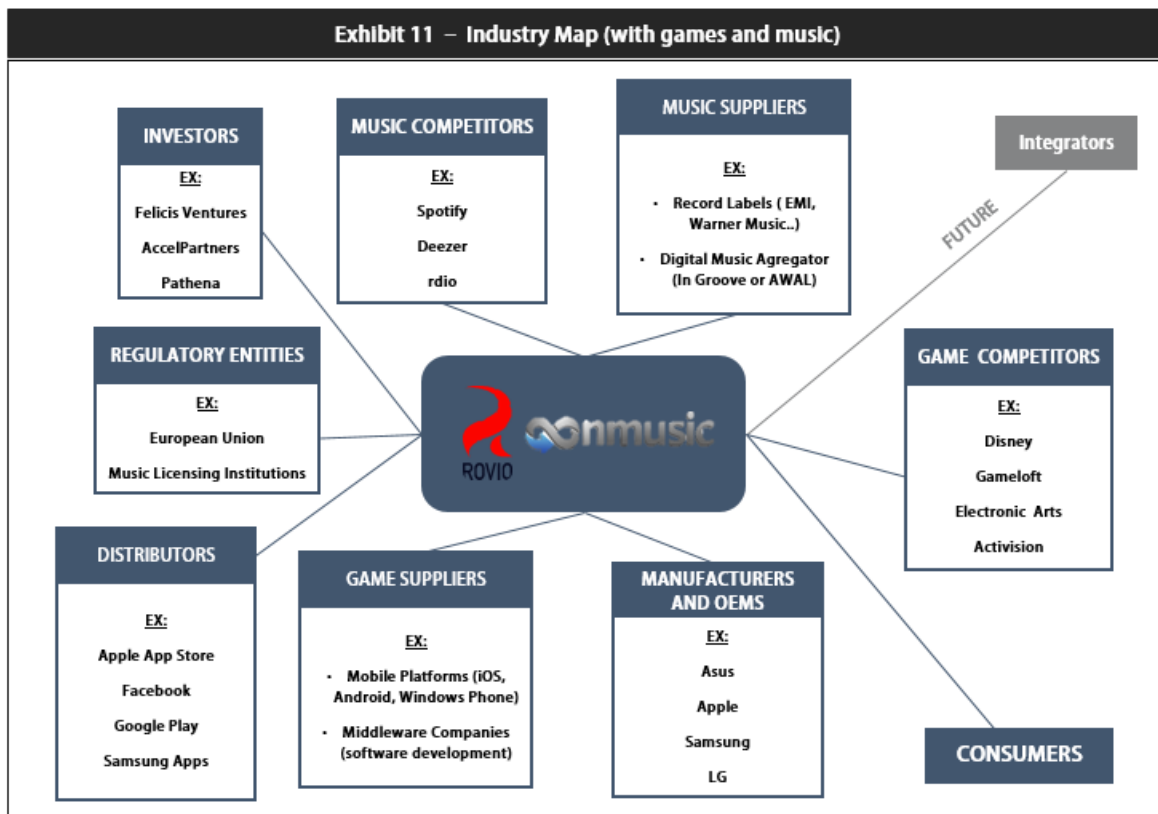 Exhibit 11 – Industry Map (with games and music)
INVESTORS
EX:
Felicis Ventures
AccelPartners
Pathena
MUSIC COMPETITORS
EX:
Spotify
Deezer
rdio
MUSIC SUPPLIERS
EX:
• Record Labels ( EMI,
Warner Music..)
• Digital Music Agregator
(In Groove or AWAL)
Integrators
FUTURE
REGULATORY ENTITIES
EX:
European Union
Music Licensing Institutions
ROVIO
nmusic
GAME COMPETITORS
EX:
Disney
Gameloft
Electronic Arts
Activision
DISTRIBUTORS
EX:
Apple App Store
Facebook
Google Play
Samsung Apps
GAME SUPPLIERS
EX:
• Mobile Platforms (iOS,
Android, Windows Phone)
• Middleware Companies
(software development)
MANUFACTURERS
AND OEMS
EX:
Asus
Apple
Samsung
LG
CONSUMERS